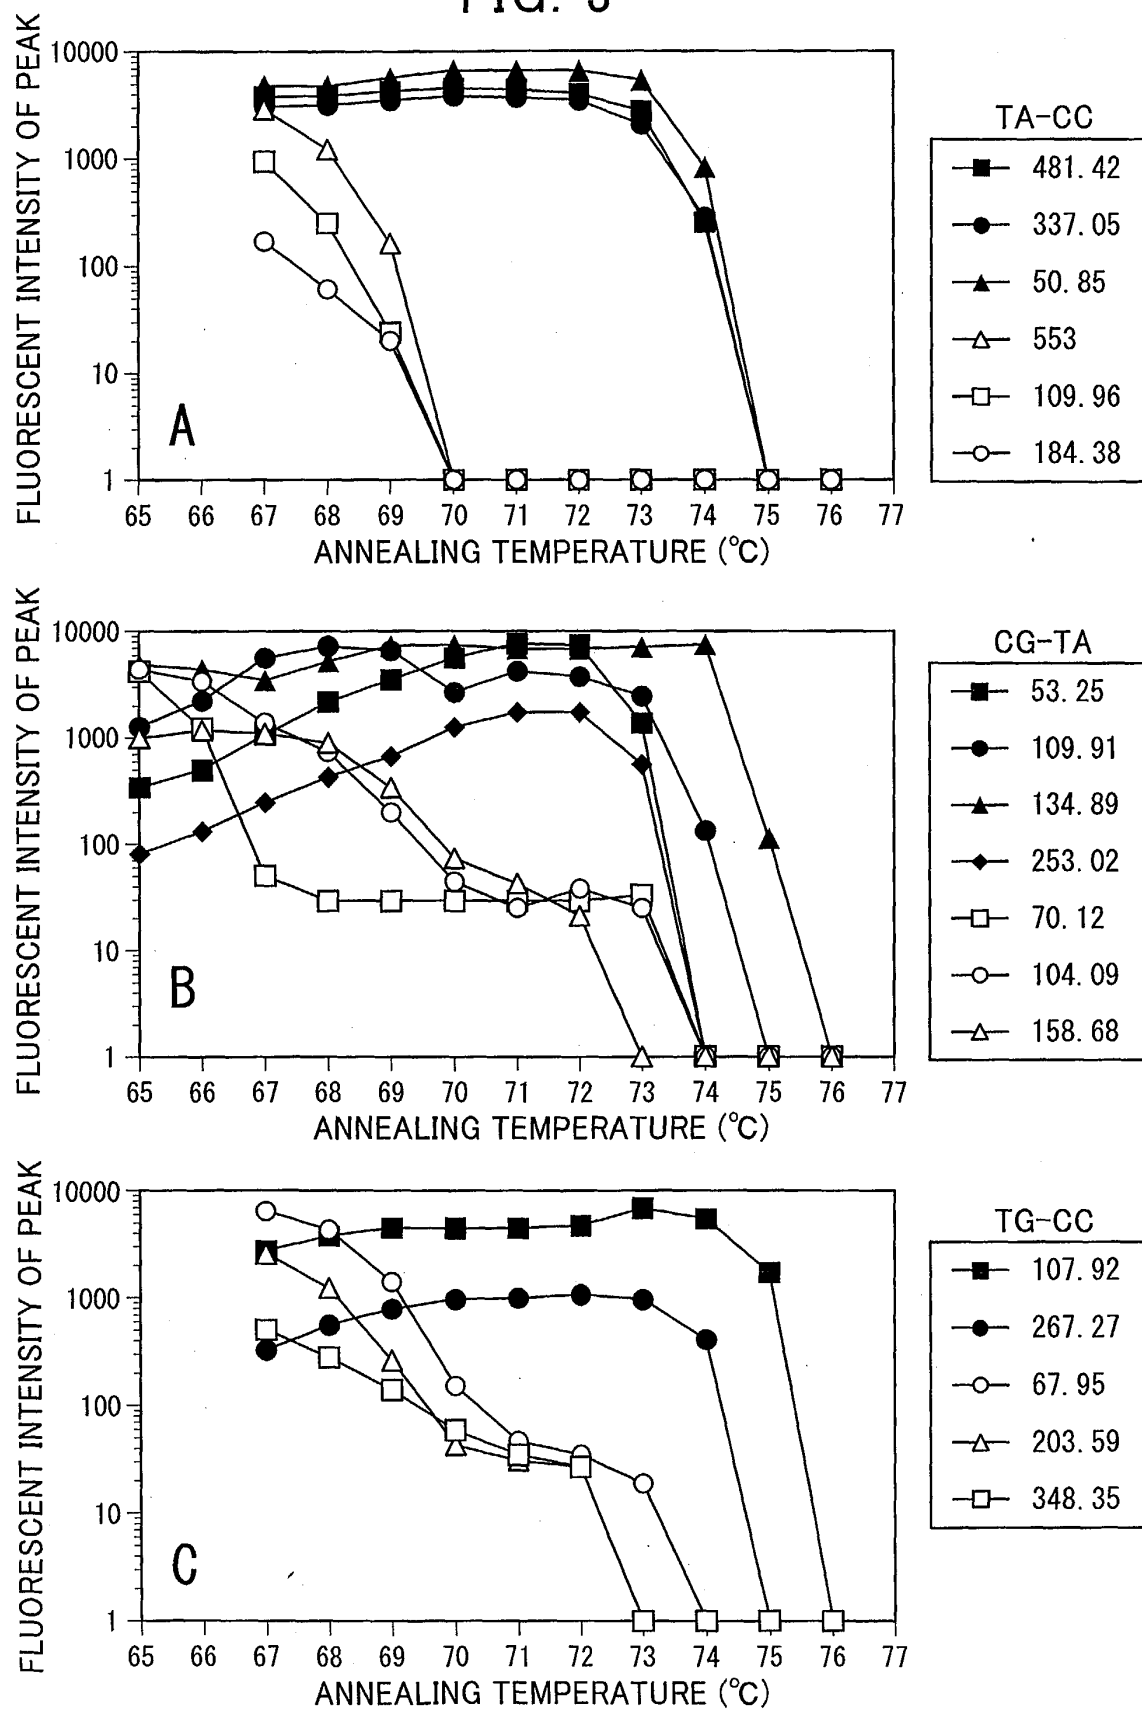 FLUORESCENT INTENSITY OF PEAK
10000
1000
100
10
1
A
65 66 67 68 69 70 71 72 73 74 75 76 77
ANNEALING TEMPERATURE (°C)
TA-CC
481.42
337.05
50.85
553
109.96
184.38
FLUORESCENT INTENSITY OF PEAK
10000
1000
100
10
1
B
65 66 67 68 69 70 71 72 73 74 75 76 77
ANNEALING TEMPERATURE (°C)
CG-TA
53.25
109.91
134.89
253.02
70.12
104.09
158.68
FLUORESCENT INTENSITY OF PEAK
10000
1000
100
10
1
C
65 66 67 68 69 70 71 72 73 74 75 76 77
ANNEALING TEMPERATURE (°C)
TG-CC
107.92
267.27
67.95
203.59
348.35